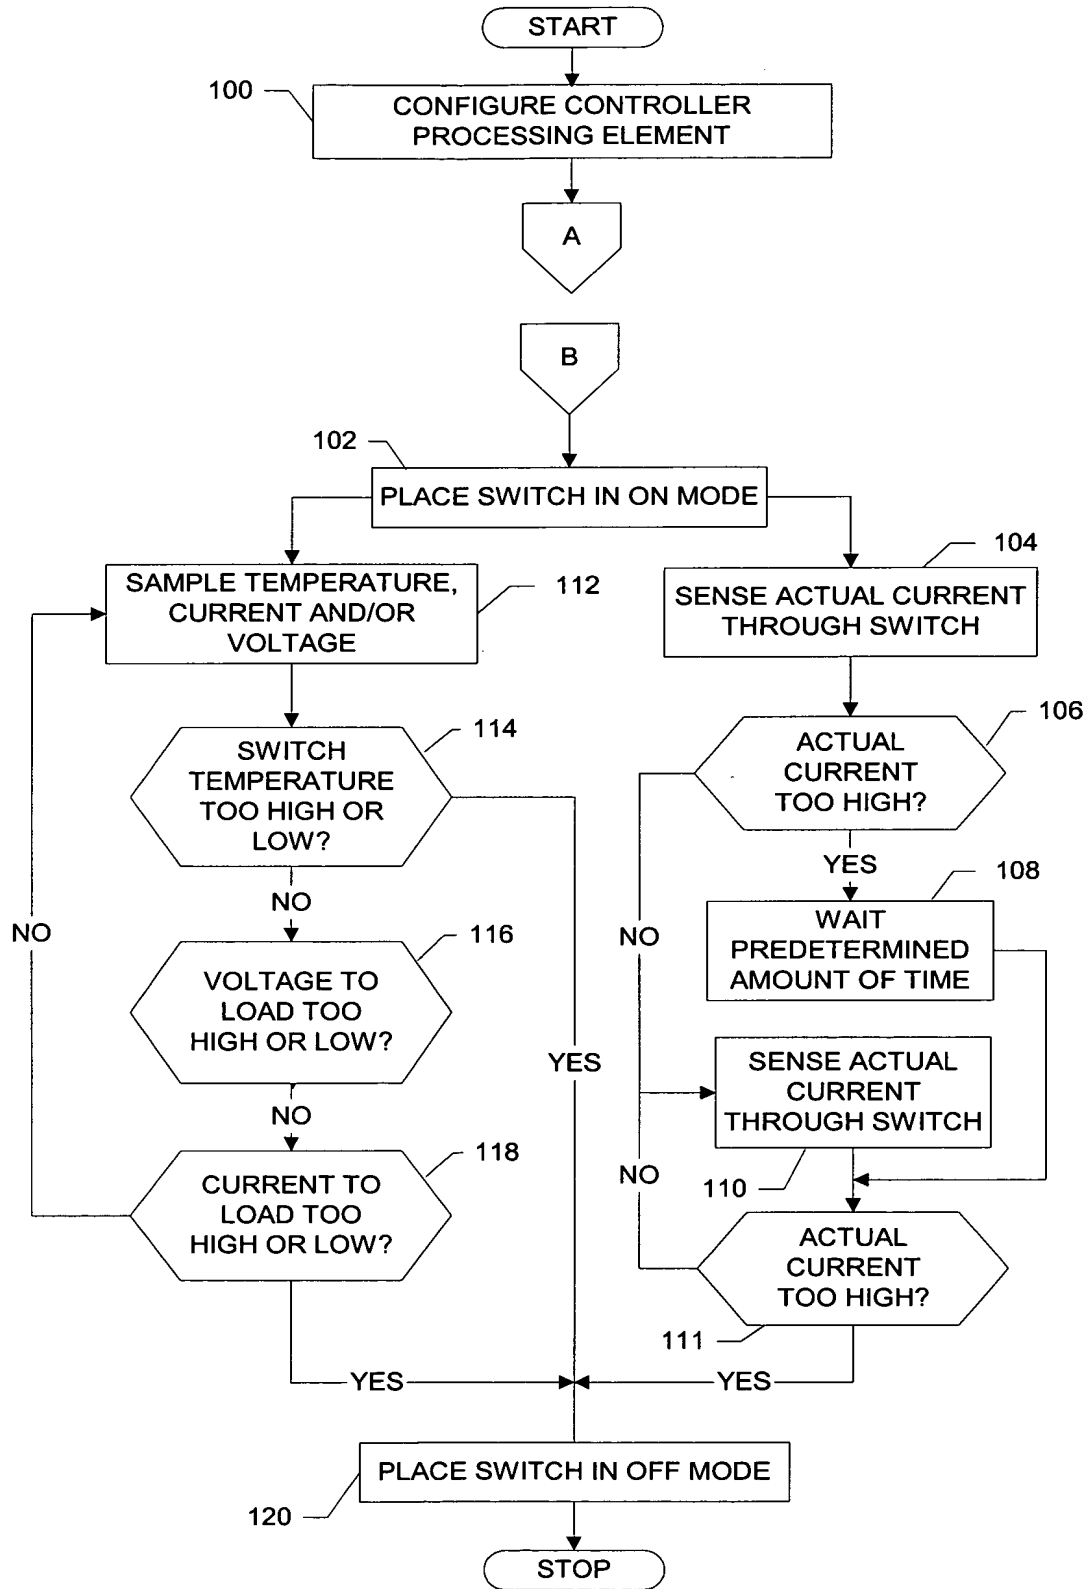 START
100
CONFIGURE CONTROLLER
PROCESSING ELEMENT
A
B
102
PLACE SWITCH IN ON MODE
SAMPLE TEMPERATURE,
CURRENT AND/OR
VOLTAGE
112
104
SENSE ACTUAL CURRENT
THROUGH SWITCH
114
SWITCH
TEMPERATURE
TOO HIGH OR
LOW?
106
ACTUAL
CURRENT
TOO HIGH?
YES
108
WAIT
PREDETERMINED
AMOUNT OF TIME
NO
NO
NO
116
VOLTAGE TO
LOAD TOO
HIGH OR LOW?
YES
SENSE ACTUAL
CURRENT
THROUGH SWITCH
110
NO
NO
118
CURRENT TO
LOAD TOO
HIGH OR LOW?
ACTUAL
CURRENT
TOO HIGH?
111
YES
YES
PLACE SWITCH IN OFF MODE
120
STOP